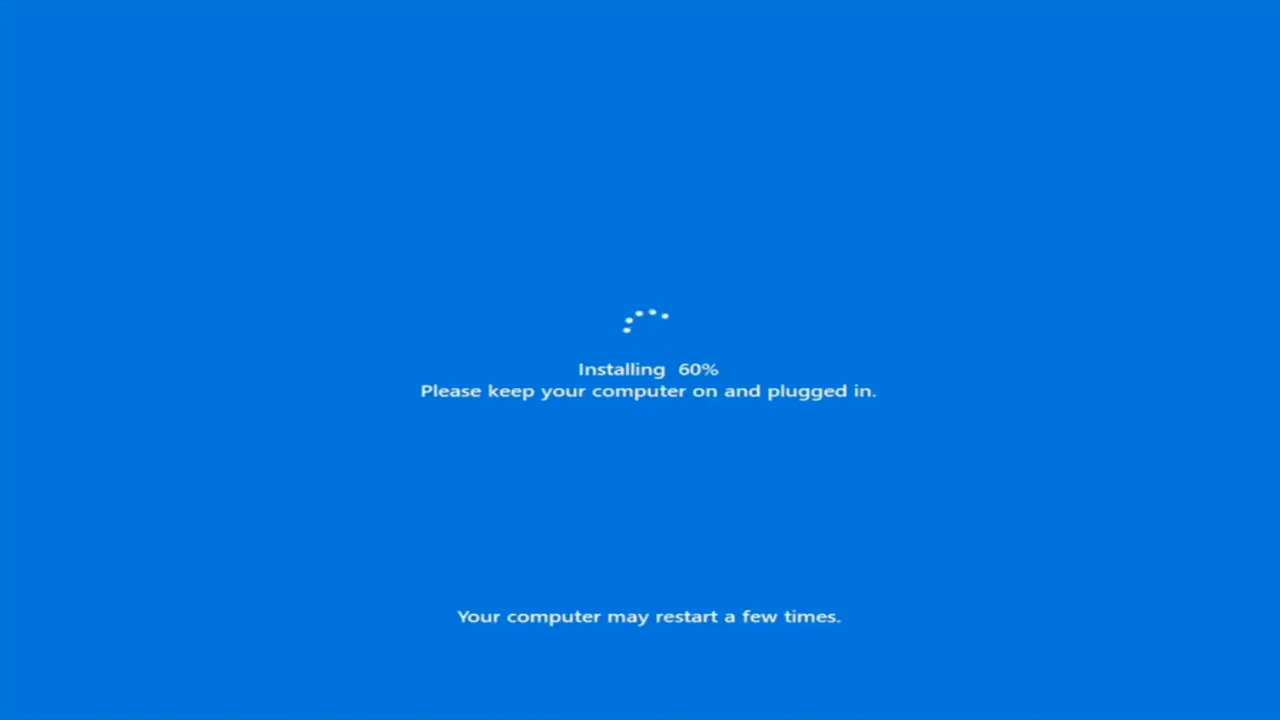 Installing  60%
Please keep your computer on and plugged in.
Your computer may restart a few times.